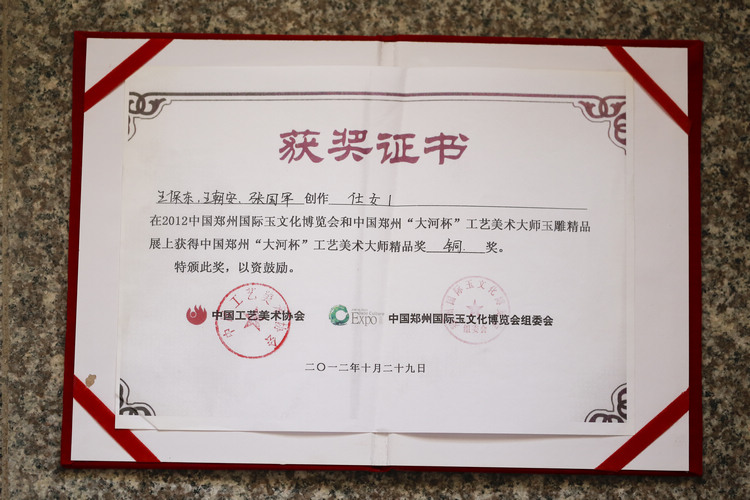 获奖证书
王保东、王朝安、张国军 创作 仕女
在2012中国郑州国际玉文化博览会和中国郑州“大河杯”工艺美术大师玉雕精品
展上获得中国郑州“大河杯”工艺美术大师精品奖 铜 奖。
特颁此奖，以资鼓励。
中国工艺美术协会
Expo
中国郑州国际玉文化博览会组委会
组委会
二〇一二年十月二十九日